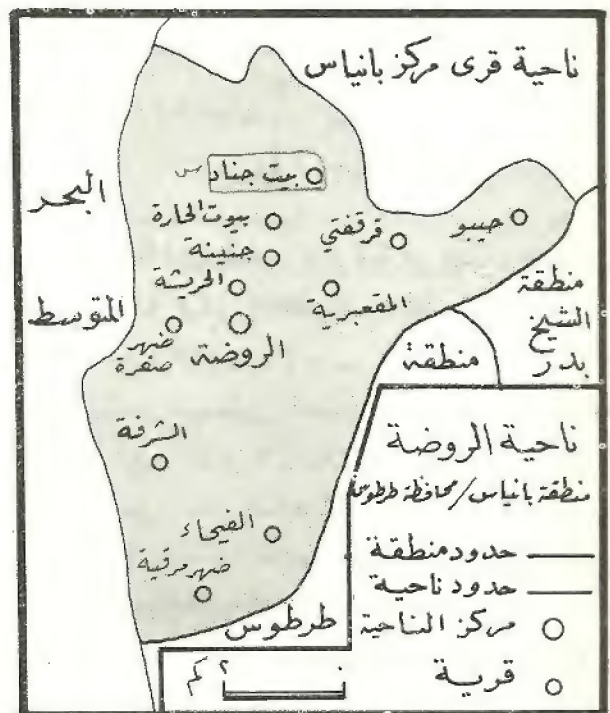 ناحية قرى مركز بانياس
البحر
المتوسط
بيت جناد
بيوت الحارة
قرقفتي
حيبو
جنينة
الحريشة
المقعبرية
ضهر
صفرة
الروضة
منطقة
الشيخ
بدر
منطقة
طرطوس
الشرفة
الفيحاء
ضهر مرقية
ناحية الروضة
منطقة بانياس/محافظة طرطوس
حدود منطقة
حدود ناحية
مركز الناحية
قرية
٠ ٢ كم